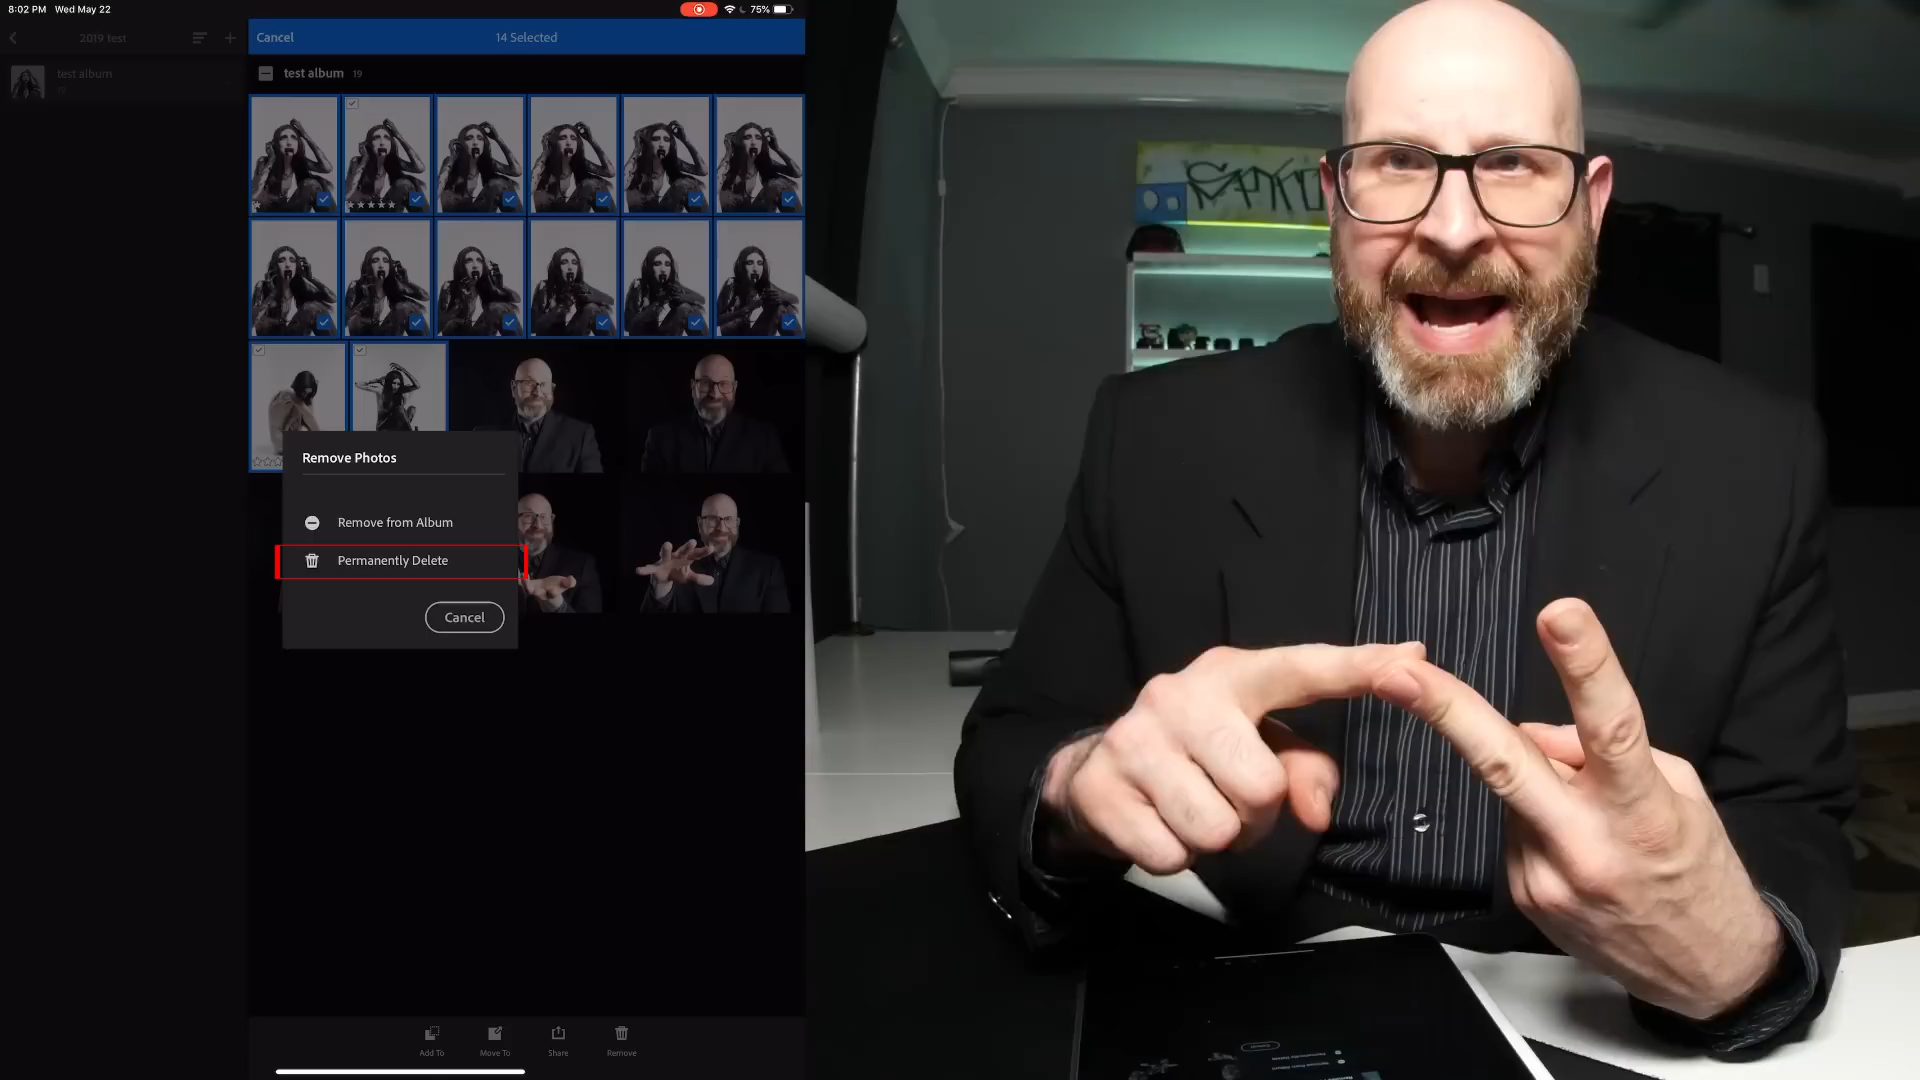 8:02 PM Wed May 22
75%
2019 test
Cancel
14 Selected
test album
19
test album 19
Remove Photos
Remove from Album
Permanently Delete
Cancel
Add To
Move To
Share
Remove